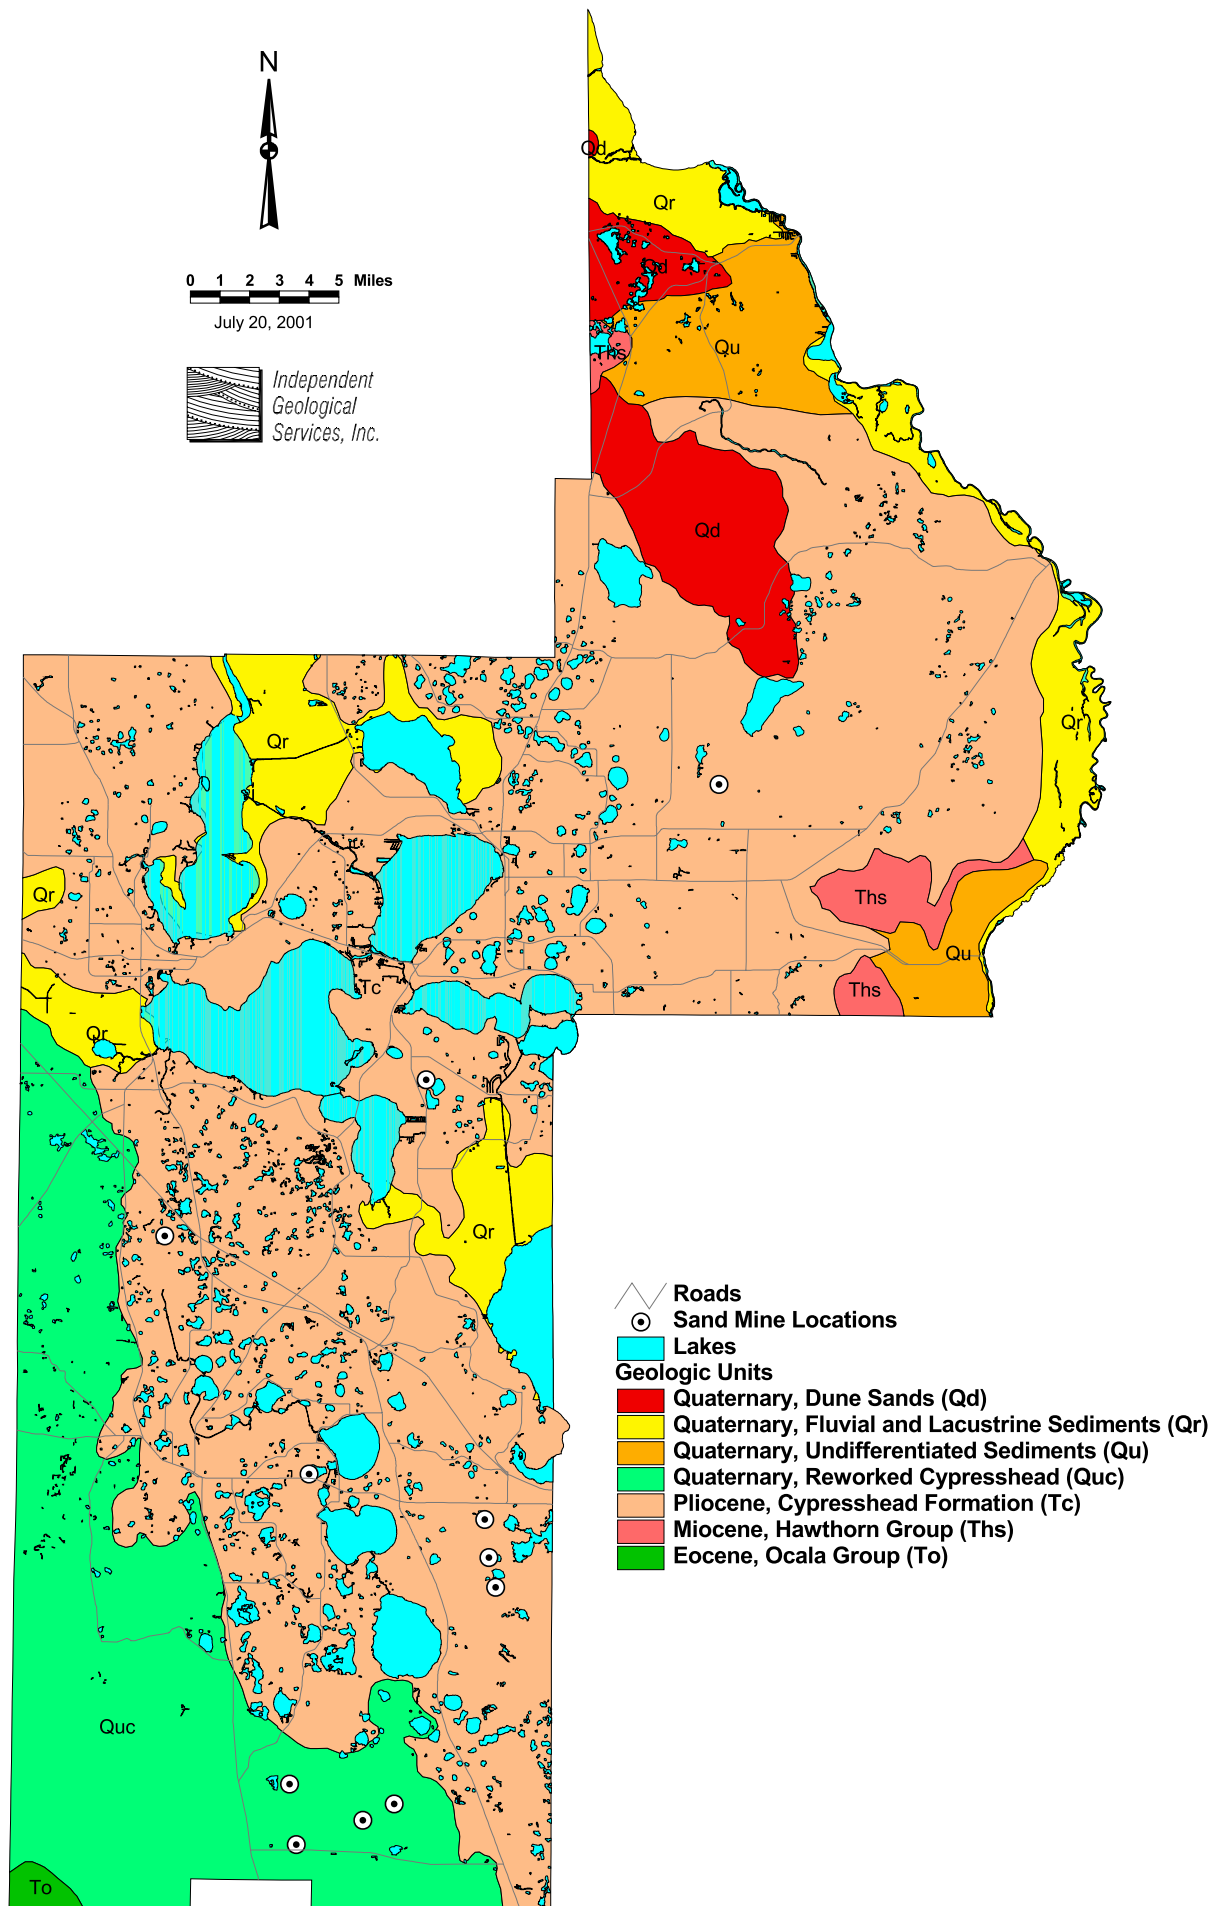 N
0 1 2 3 4 5 Miles
July 20, 2001
Independent
Geological
Services, Inc.
Qd
Qr
Qd
Ths
Qu
Qd
Qr
Qr
Qr
Ths
Qu
Ths
Tc
Qr
Qr
Roads
Sand Mine Locations
Lakes
Geologic Units
Quaternary, Dune Sands (Qd)
Quaternary, Fluvial and Lacustrine Sediments (Qr)
Quaternary, Undifferentiated Sediments (Qu)
Quaternary, Reworked Cypresshead (Quc)
Pliocene, Cypresshead Formation (Tc)
Miocene, Hawthorn Group (Ths)
Eocene, Ocala Group (To)
Quc
To